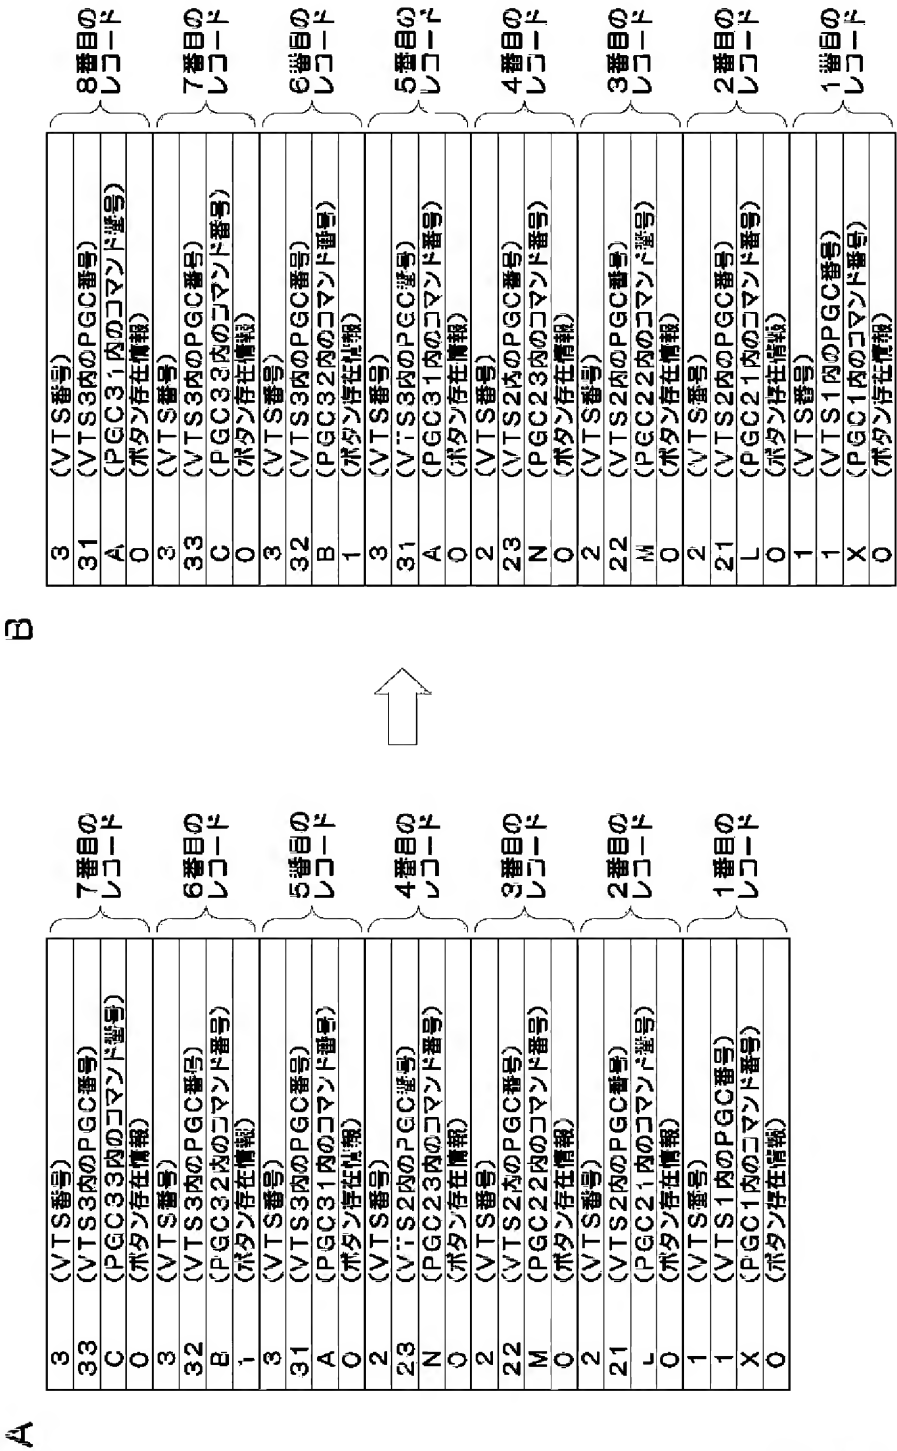 A
3 (VTS番号)
33 (VTS3内のPGC番号)
C (PGC33内のコマンド番号)
0 (ボタン存在情報)
7番目の
レコード
3 (VTS番号)
32 (VTS3内のPGC番号)
B (PGC32内のコマンド番号)
1 (ボタン存在情報)
6番目の
レコード
3 (VTS番号)
31 (VTS3内のPGC番号)
A (PGC31内のコマンド番号)
0 (ボタン存在情報)
5番目の
レコード
2 (VTS番号)
23 (VTS2内のPGC番号)
N (PGC23内のコマンド番号)
0 (ボタン存在情報)
4番目の
レコード
2 (VTS番号)
22 (VTS2内のPGC番号)
M (PGC22内のコマンド番号)
0 (ボタン存在情報)
3番目の
レコード
2 (VTS番号)
21 (VTS2内のPGC番号)
L (PGC21内のコマンド番号)
0 (ボタン存在情報)
2番目の
レコード
1 (VTS番号)
1 (VTS1内のPGC番号)
X (PGC1内のコマンド番号)
0 (ボタン存在情報)
1番目の
レコード
B
3 (VTS番号)
31 (VTS3内のPGC番号)
A (PGC31内のコマンド番号)
0 (ボタン存在情報)
8番目の
レコード
3 (VTS番号)
33 (VTS3内のPGC番号)
C (PGC33内のコマンド番号)
0 (ボタン存在情報)
7番目の
レコード
3 (VTS番号)
32 (VTS3内のPGC番号)
B (PGC32内のコマンド番号)
1 (ボタン存在情報)
6番目の
レコード
3 (VTS番号)
31 (VTS3内のPGC番号)
A (PGC31内のコマンド番号)
0 (ボタン存在情報)
5番目の
レコード
2 (VTS番号)
23 (VTS2内のPGC番号)
N (PGC23内のコマンド番号)
0 (ボタン存在情報)
4番目の
レコード
2 (VTS番号)
22 (VTS2内のPGC番号)
M (PGC22内のコマンド番号)
0 (ボタン存在情報)
3番目の
レコード
2 (VTS番号)
21 (VTS2内のPGC番号)
L (PGC21内のコマンド番号)
0 (ボタン存在情報)
2番目の
レコード
1 (VTS番号)
1 (VTS1内のPGC番号)
X (PGC1内のコマンド番号)
0 (ボタン存在情報)
1番目の
レコード